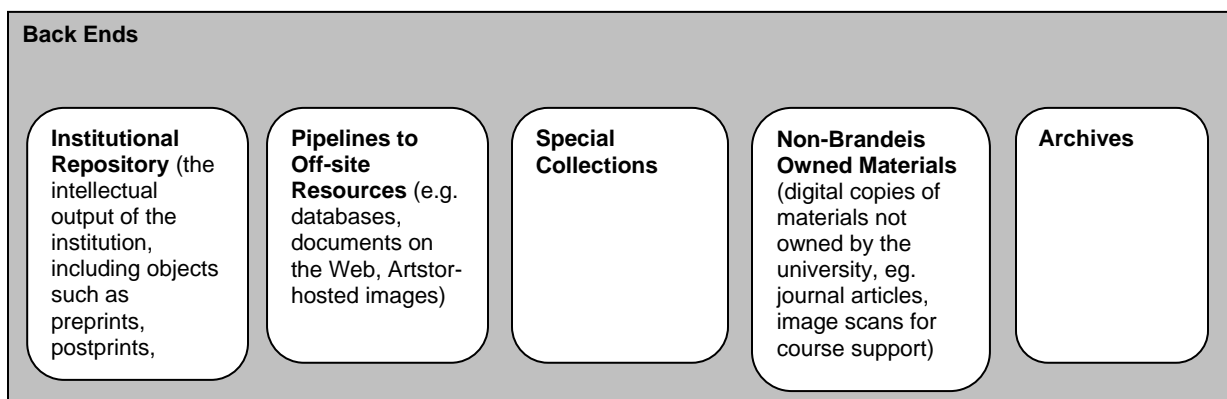 Back Ends
Institutional
Repository (the
intellectual
output of the
institution,
including objects
such as
preprints,
postprints,
Pipelines to
Off-site
Resources (e.g.
databases,
documents on
the Web, Artstor-
hosted images)
Special
Collections
Non-Brandeis
Owned Materials
(digital copies of
materials not
owned by the
university, eg.
journal articles,
image scans for
course support)
Archives